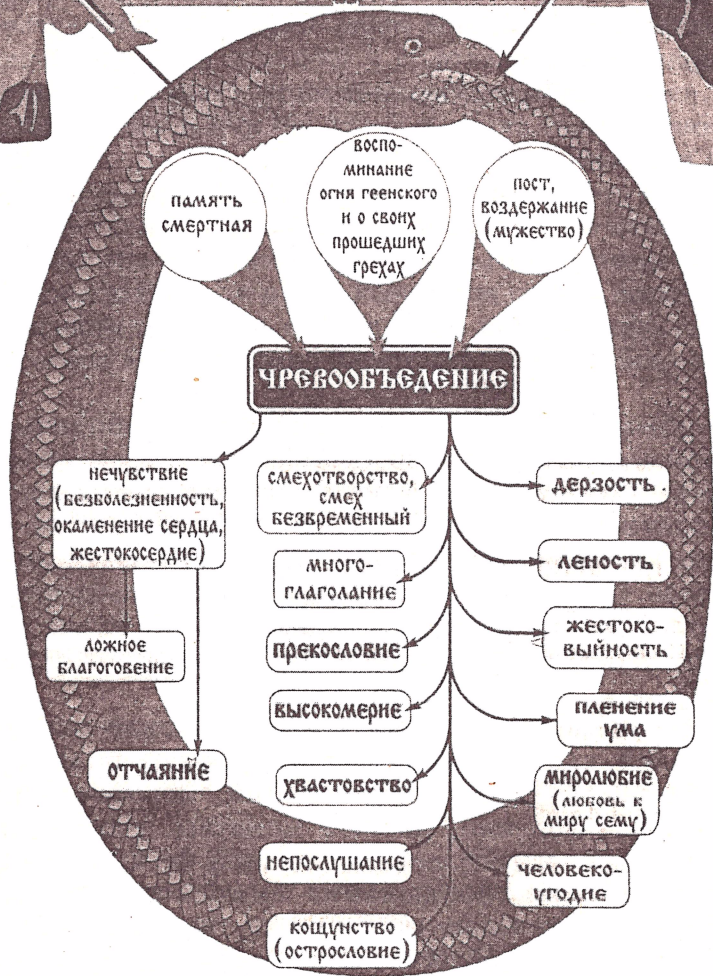 память
смертная
воспо-
минание
огня геенского
и о своих
прошедших
грехах
пост,
воздержание
(мужество)
чревообъедение
нечувствие
(безболезненность,
окаменение сердца,
жестокосердие)
ложное
благоговение
отчаяние
смехотворство,
смех
безвременный
много-
глаголание
прекословие
высокомерие
хвастовство
непослушание
кощунство
(острословие)
дерзость
леность
жестоко-
выйность
пленение
ума
миролюбие
(любовь к
миру сему)
человеко-
угодие